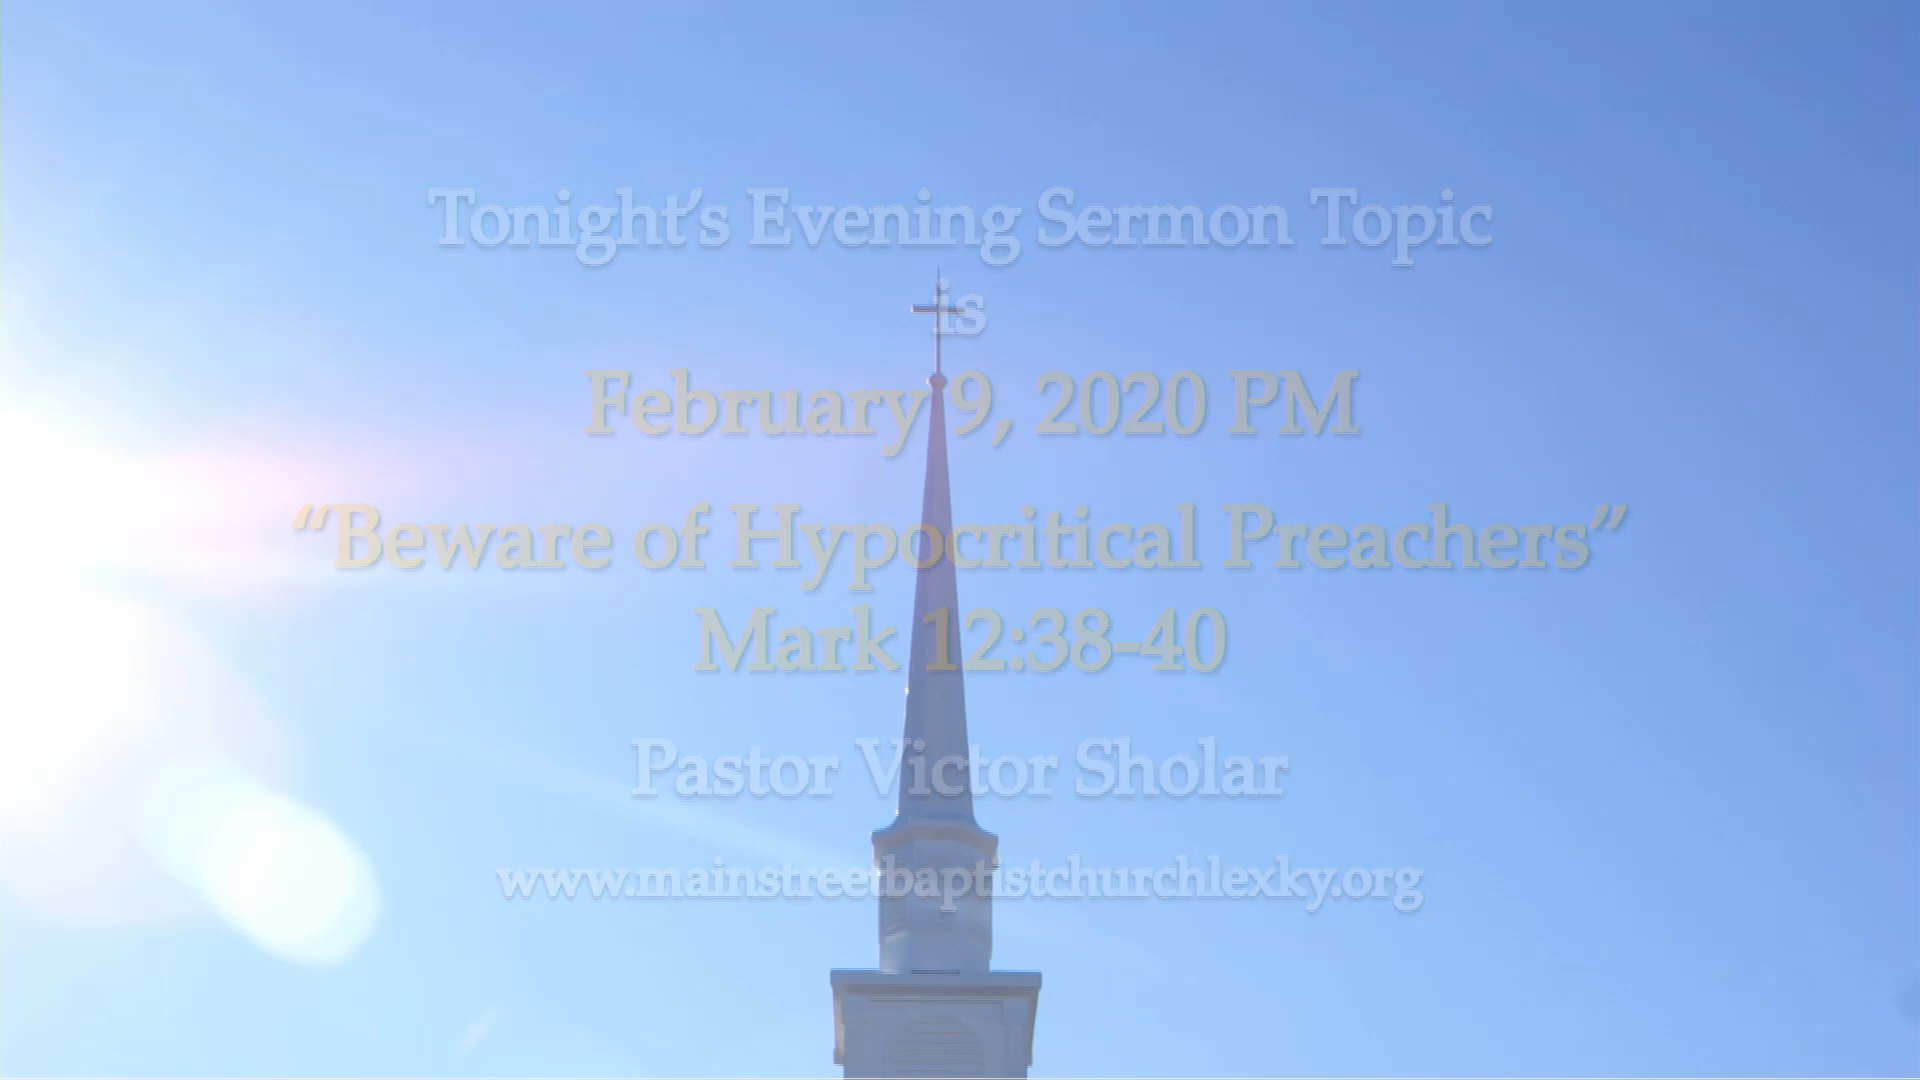 Tonight’s Evening Sermon Topic
is
February 9, 2020 PM
“Beware of Hypocritical Preachers”
Mark 12:38-40
Pastor Victor Sholar
www.mainstreetbaptistchurchlexky.org